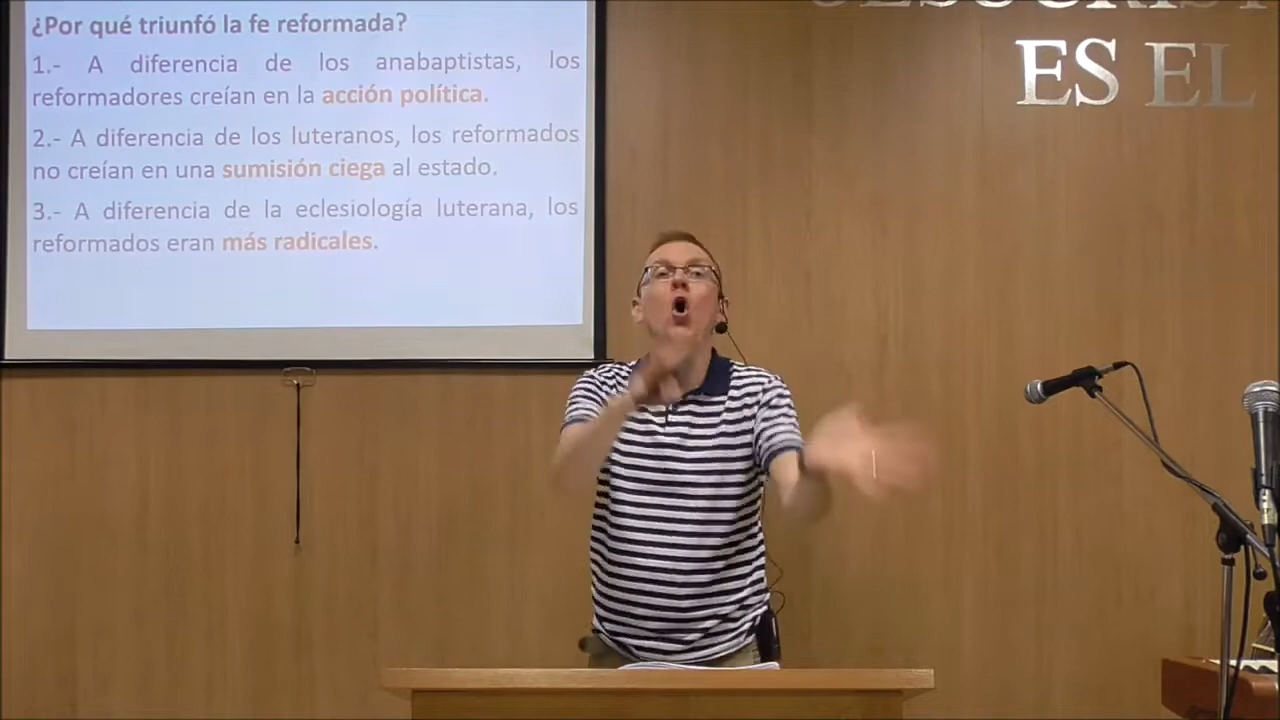 ¿Por qué triunfó la fe reformada?
1.- A diferencia de los anabaptistas, los
reformadores creían en la acción política.
2.- A diferencia de los luteranos, los reformados
no creían en una sumisión ciega al estado.
3.- A diferencia de la eclesiología luterana, los
reformados eran más radicales.
ES EL